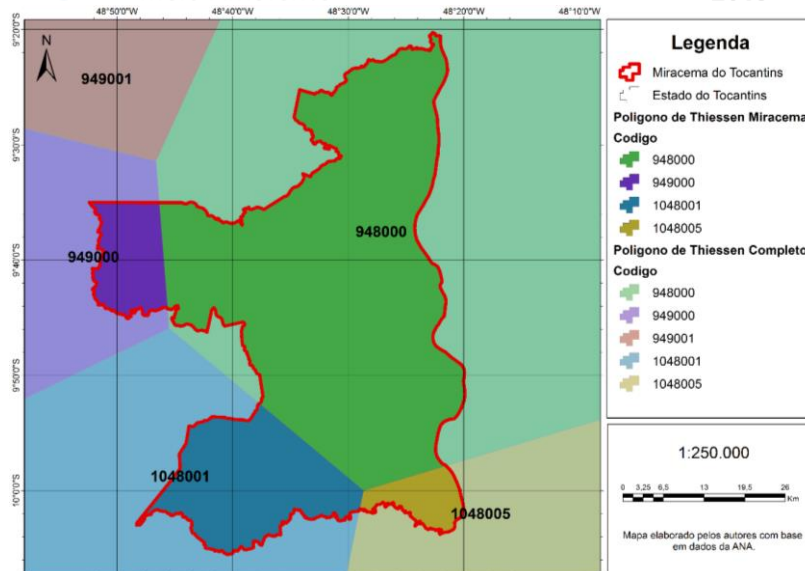 48°50'0"O 48°40'0"O 48°30'0"O 48°20'0"O 48°10'0"O
9°20'0"S
N
949001
9°30'0"S
948000
949000
9°40'0"S
9°50'0"S
1048001
10°0'0"S
1048005
Legenda
Miracema do Tocantins
Estado do Tocantins
Poligono de Thiessen Miracema
Codigo
948000
949000
1048001
1048005
Poligono de Thiessen Completo
Codigo
948000
949000
949001
1048001
1048005
1:250.000
0 3,25 6,5 13 19,5 26
Km
Mapa elaborado pelos autores com base
em dados da ANA.